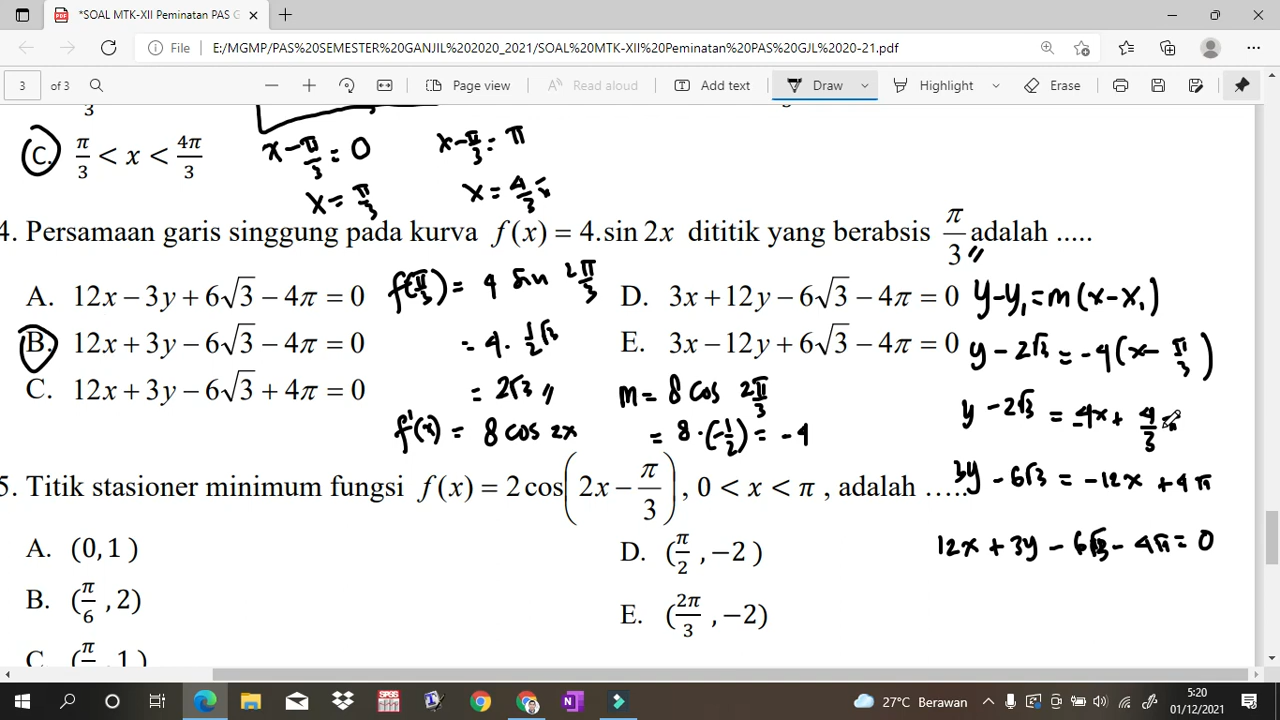 *SOAL MTK-XII Peminatan PAS G
File
E:/MGMP/PAS%20SEMESTER%20GANJIL%202020_2021/SOAL%20MTK-XII%20Peminatan%20PAS%20GJL%2020-21.pdf
3 of 3
Page view
Read aloud
Add text
Draw
Highlight
Erase
3
C. π/3 < x < 4π/3
x - π/3 = 0
x = π/3
x - π/3 = π
x = 4/3 π
4. Persamaan garis singgung pada kurva f(x) = 4.sin 2x dititik yang berabsis π/3 adalah .....
A. 12x − 3y + 6√3 − 4π = 0
B. 12x + 3y − 6√3 − 4π = 0
C. 12x + 3y − 6√3 + 4π = 0
D. 3x + 12y − 6√3 − 4π = 0
E. 3x − 12y + 6√3 − 4π = 0
f(π/3) = 4 sin 2π/3
= 4 . 1/2 √3
= 2√3 //
f'(x) = 8 cos 2x
m = 8 cos 2π/3
= 8 . (-1/2) = -4
y - y₁ = m (x - x₁)
y - 2√3 = -4 (x - π/3)
y - 2√3 = -4x + 4/3 π
3y - 6√3 = -12x + 4π
12x + 3y - 6√3 - 4π = 0
5. Titik stasioner minimum fungsi f(x) = 2 cos(2x − π/3), 0 < x < π , adalah …..
A. (0, 1 )
B. (π/6 , 2)
C. (π/ , 1 )
D. (π/2 , −2 )
E. (2π/3 , −2)
27°C Berawan
5:20
01/12/2021